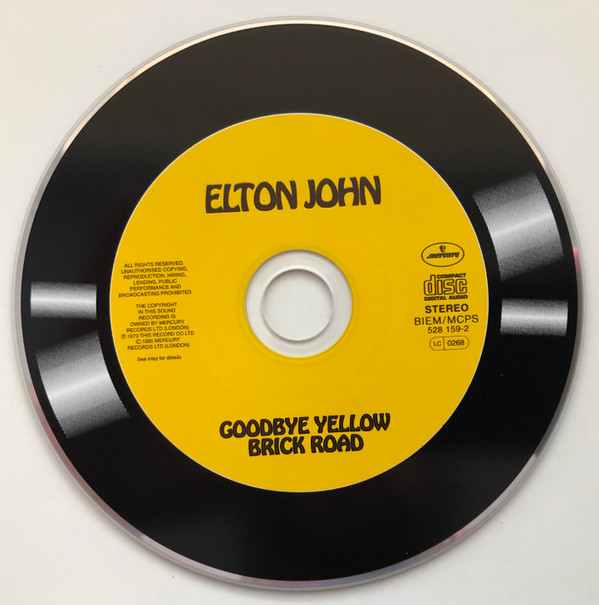 ELTON JOHN
ALL RIGHTS RESERVED.
UNAUTHORISED COPYING,
REPRODUCTION, HIRING,
LENDING, PUBLIC
PERFORMANCE AND
BROADCASTING PROHIBITED.
THE COPYRIGHT
IN THIS SOUND
RECORDING IS
OWNED BY MERCURY
RECORDS LTD (LONDON)
℗ 1973 THIS RECORD CO LTD
© 1995 MERCURY
RECORDS LTD (LONDON)
See inlay for details
mercury
COMPACT
disc
DIGITAL AUDIO
STEREO
BIEM/MCPS
528 159-2
LC 0268
GOODBYE YELLOW
BRICK ROAD